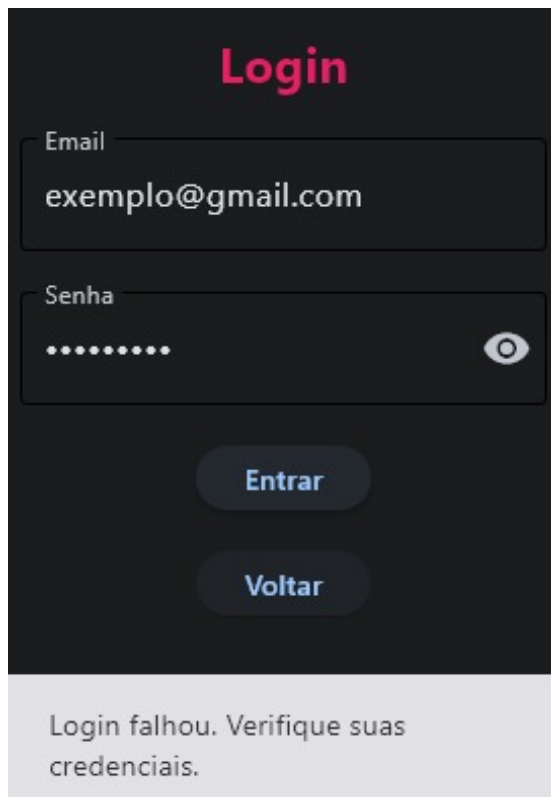 Login
Email
exemplo@gmail.com
Senha
•••••••••
Entrar
Voltar
Login falhou. Verifique suas
credenciais.